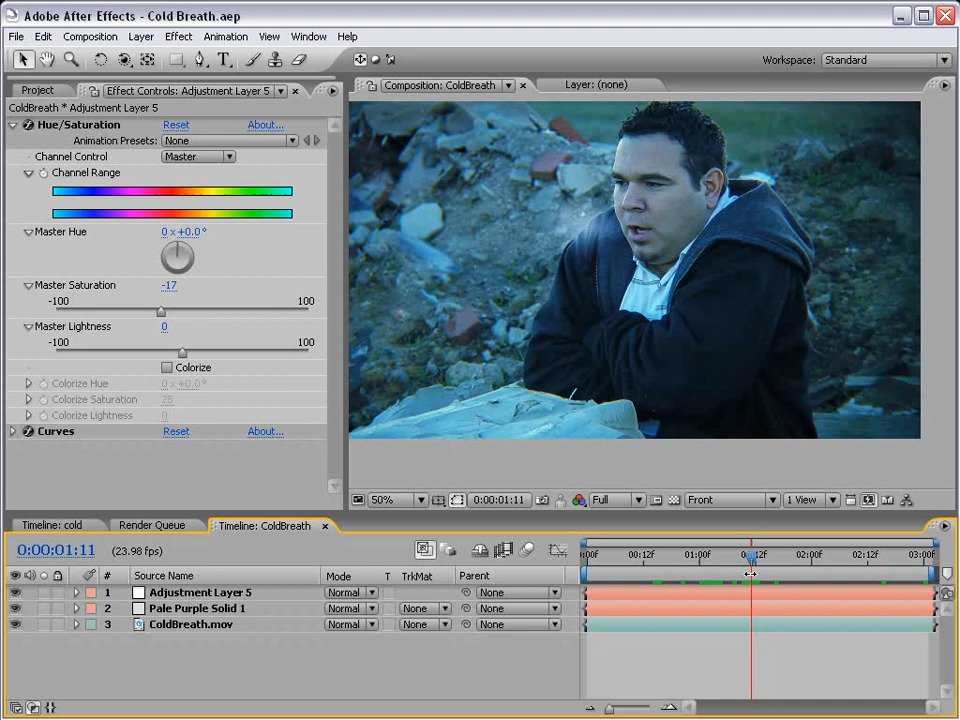 Adobe After Effects - Cold Breath.aep
File Edit Composition Layer Effect Animation View Window Help
Workspace: Standard
Project Effect Controls: Adjustment Layer 5 Composition: ColdBreath Layer: (none)
ColdBreath * Adjustment Layer 5
Hue/Saturation Reset About...
Animation Presets: None
Channel Control Master
Channel Range
Master Hue 0 x+0.0°
Master Saturation -17
-100 100
Master Lightness 0
-100 100
Colorize
Colorize Hue 0 x+0.0°
Colorize Saturation 25
Colorize Lightness 0
Curves Reset About...
50% 0:00:01:11 Full Front 1 View
Timeline: cold Render Queue Timeline: ColdBreath
0:00:01:11 (23.98 fps)
:00f 00:12f 01:00f 01:12f 02:00f 02:12f 03:00f
# Source Name Mode T TrkMat Parent
1 Adjustment Layer 5 Normal None
2 Pale Purple Solid 1 Normal None None
3 ColdBreath.mov Normal None None